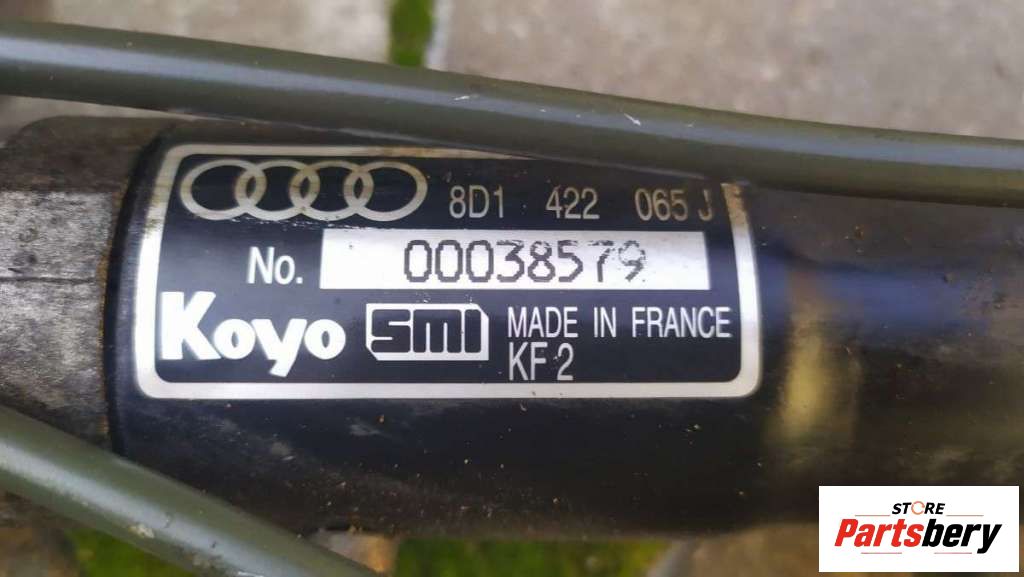 8D1 422 065 J
No. 00038579
Koyo SMI MADE IN FRANCE
KF 2
STORE
Partsbery